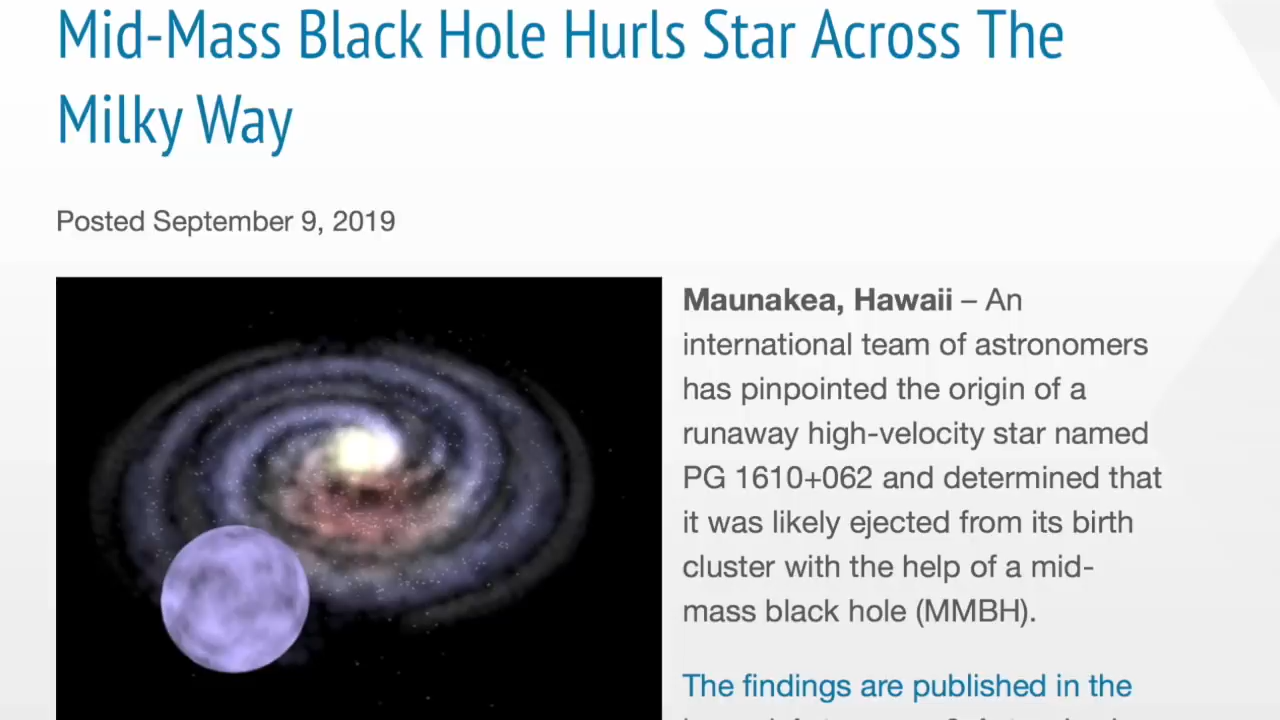 Mid-Mass Black Hole Hurls Star Across The
Milky Way
Posted September 9, 2019
Maunakea, Hawaii – An
international team of astronomers
has pinpointed the origin of a
runaway high-velocity star named
PG 1610+062 and determined that
it was likely ejected from its birth
cluster with the help of a mid-
mass black hole (MMBH).
The findings are published in the